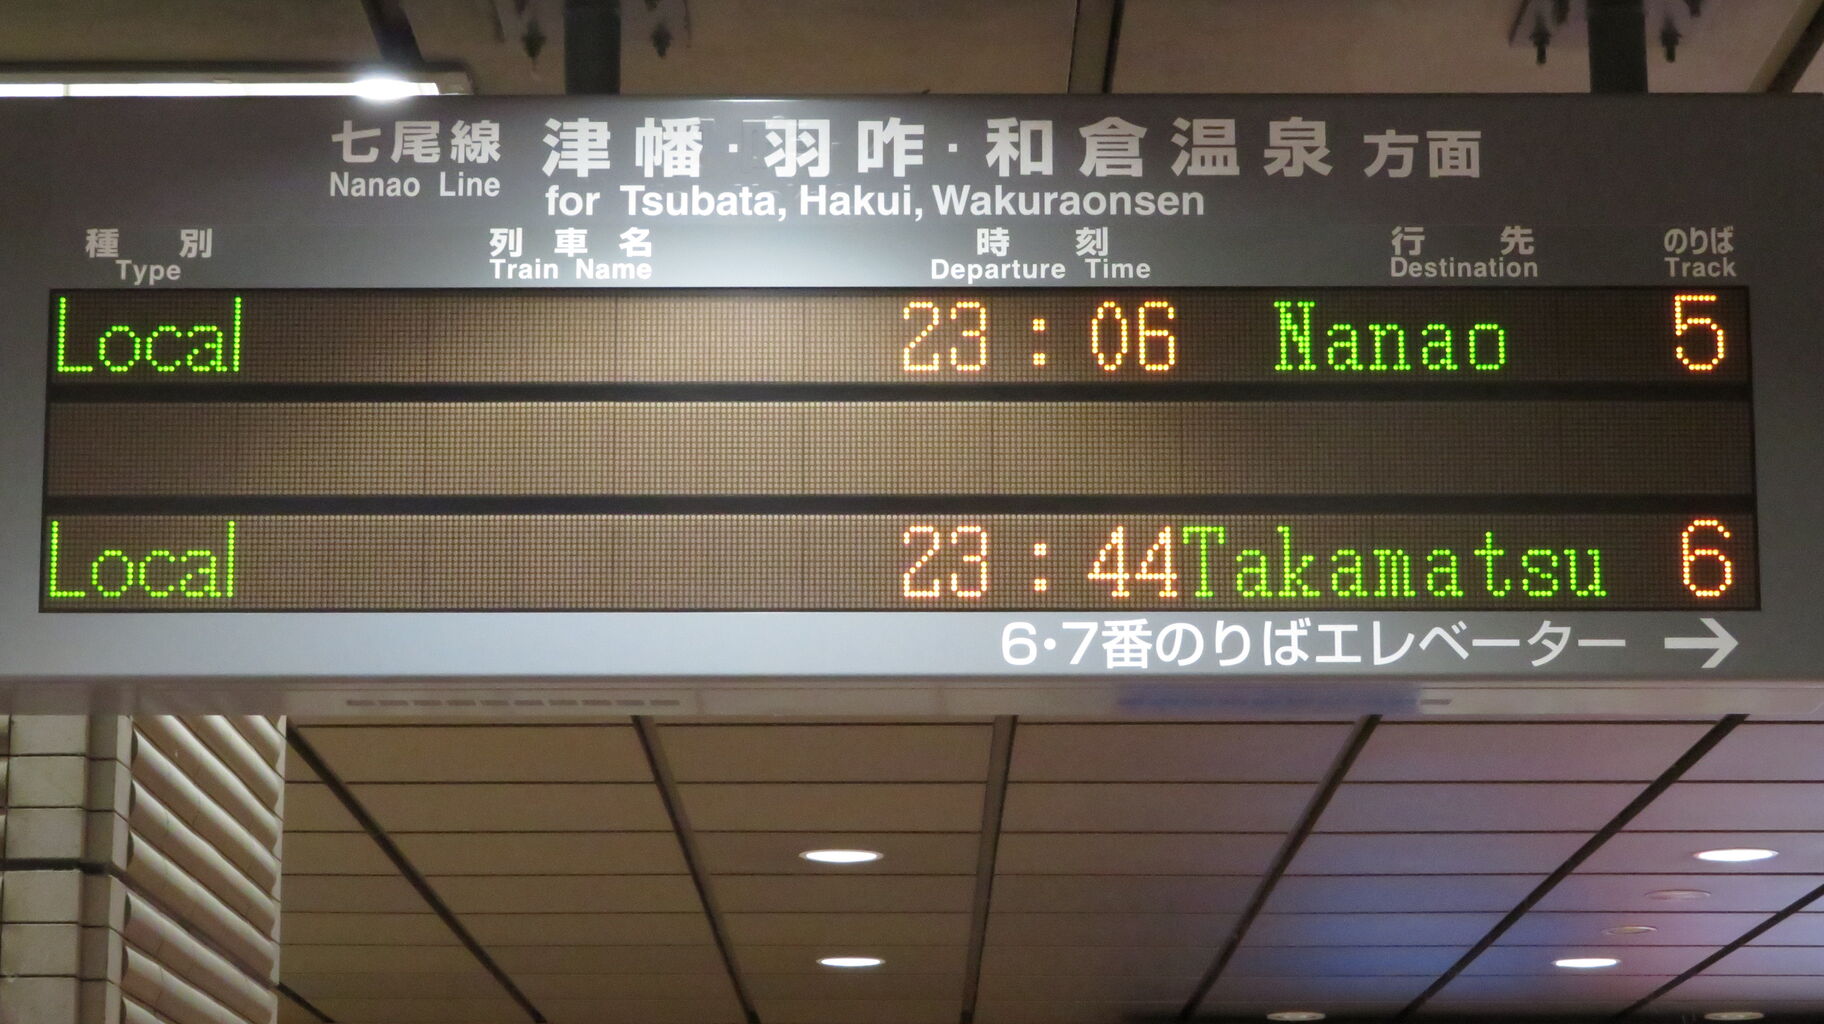 七尾線 津幡・羽咋・和倉温泉 方面
Nanao Line for Tsubata, Hakui, Wakuraonsen
種別 列車名 時刻 行先 のりば
Type Train Name Departure Time Destination Track
Local 23:06 Nanao 5
Local 23:44 Takamatsu 6
6・7番のりばエレベーター →